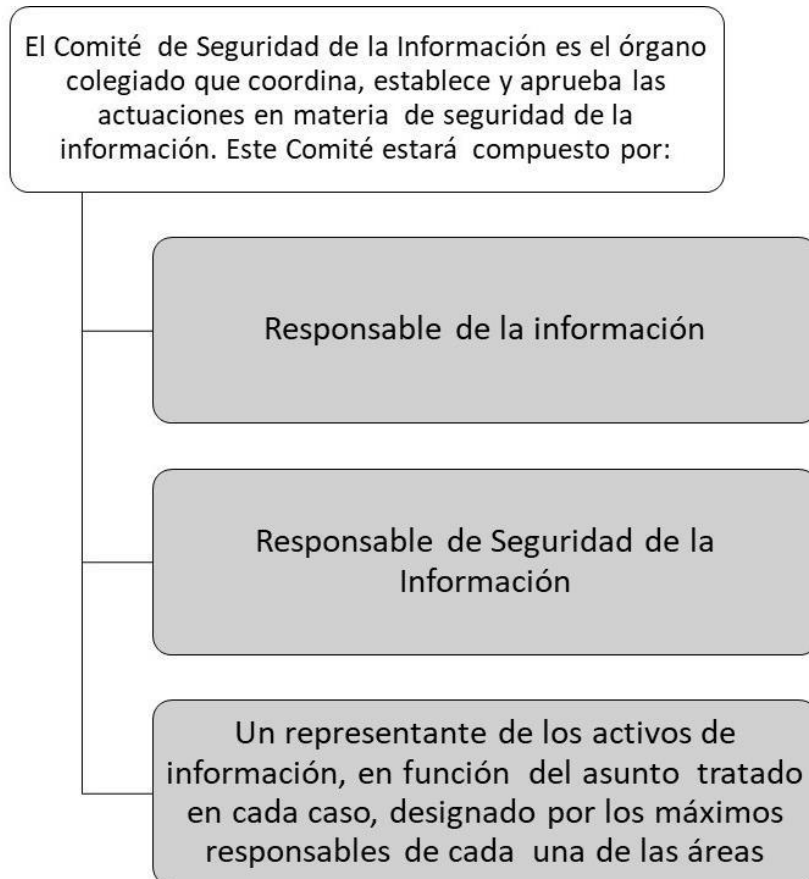 El Comité de Seguridad de la Información es el órgano
colegiado que coordina, establece y aprueba las
actuaciones en materia de seguridad de la
información. Este Comité estará compuesto por:
Responsable de la información
Responsable de Seguridad de la
Información
Un representante de los activos de
información, en función del asunto tratado
en cada caso, designado por los máximos
responsables de cada una de las áreas